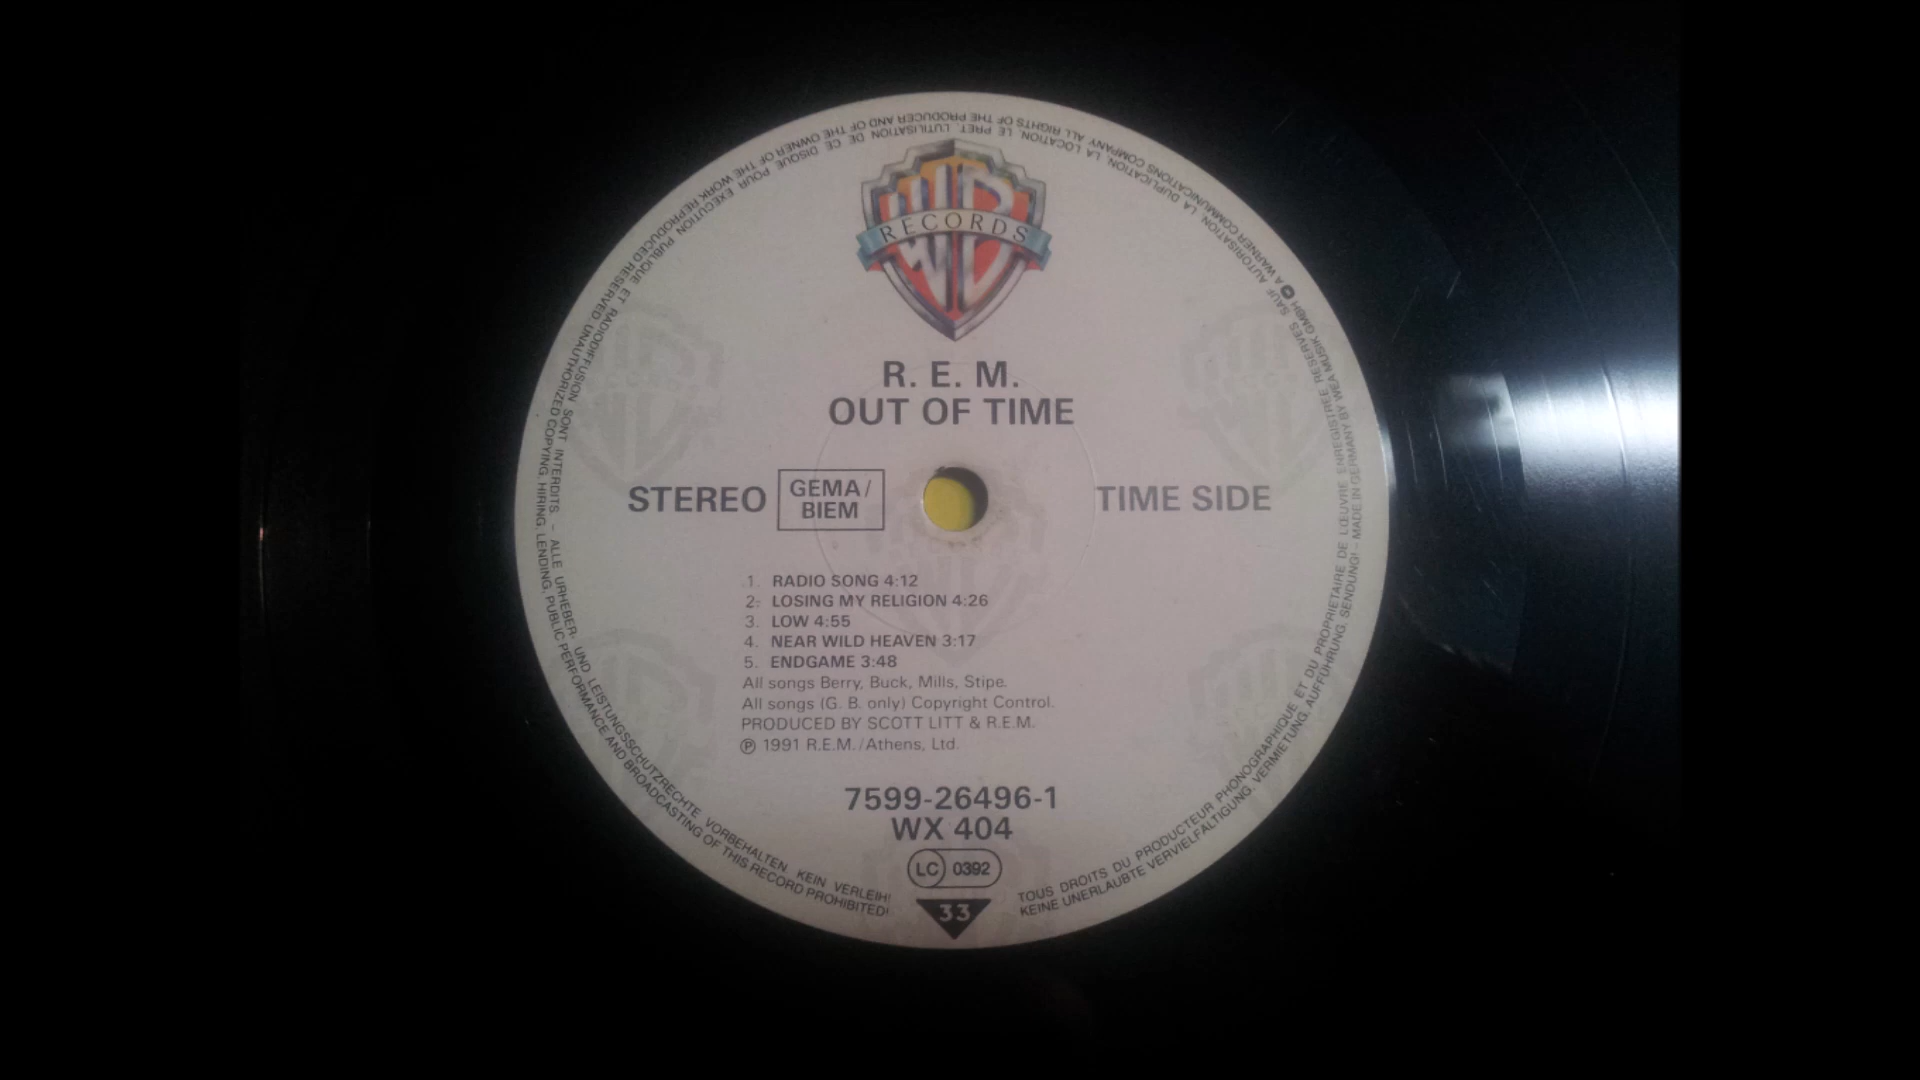 RECORDS
R. E. M.
OUT OF TIME
STEREO
GEMA/
BIEM
TIME SIDE
1. RADIO SONG 4:12
2. LOSING MY RELIGION 4:26
3. LOW 4:55
4. NEAR WILD HEAVEN 3:17
5. ENDGAME 3:48
All songs Berry, Buck, Mills, Stipe.
All songs (G. B. only) Copyright Control.
PRODUCED BY SCOTT LITT & R.E.M.
℗ 1991 R.E.M./Athens, Ltd.
7599-26496-1
WX 404
LC 0392
33
TOUS DROITS DU PRODUCTEUR PHONOGRAPHIQUE ET DU PROPRIETAIRE DE L'ŒUVRE ENREGISTREE RESERVES. SAUF AUTORISATION, LA DUPLICATION, LA LOCATION, LE PRET, L'UTILISATION DE CE DISQUE POUR EXECUTION PUBLIQUE ET RADIODIFFUSION SONT INTERDITS. – ALLE URHEBER- UND LEISTUNGSSCHUTZRECHTE VORBEHALTEN. KEIN VERLEIH!
KEINE UNERLAUBTE VERVIELFÄLTIGUNG, VERMIETUNG, AUFFÜHRUNG, SENDUNG! – MADE IN GERMANY BY WEA MUSIK GMBH A WARNER COMMUNICATIONS COMPANY. ALL RIGHTS OF THE PRODUCER AND OF THE OWNER OF THE WORK REPRODUCED RESERVED. UNAUTHORIZED COPYING, HIRING, LENDING, PUBLIC PERFORMANCE AND BROADCASTING OF THIS RECORD PROHIBITED!